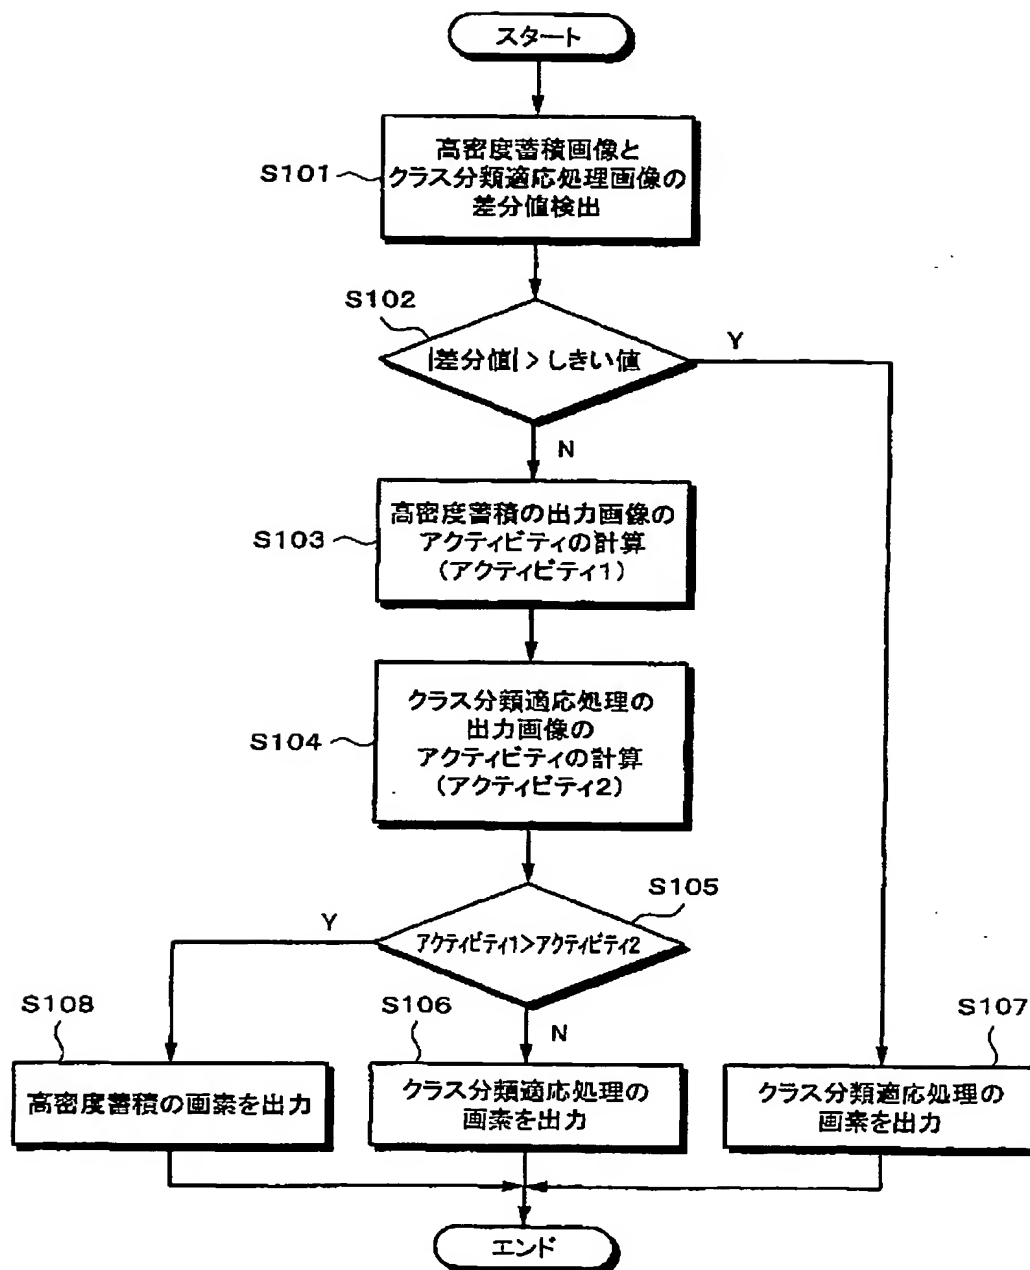 スタート
S101
高密度蓄積画像と
クラス分類適応処理画像の
差分値検出
S102
|差分値| > しきい値
Y
N
S103
高密度蓄積の出力画像の
アクティビティの計算
(アクティビティ1)
S104
クラス分類適応処理の
出力画像の
アクティビティの計算
(アクティビティ2)
S105
アクティビティ1>アクティビティ2
Y
N
S108
高密度蓄積の画素を出力
S106
クラス分類適応処理の
画素を出力
S107
クラス分類適応処理の
画素を出力
エンド